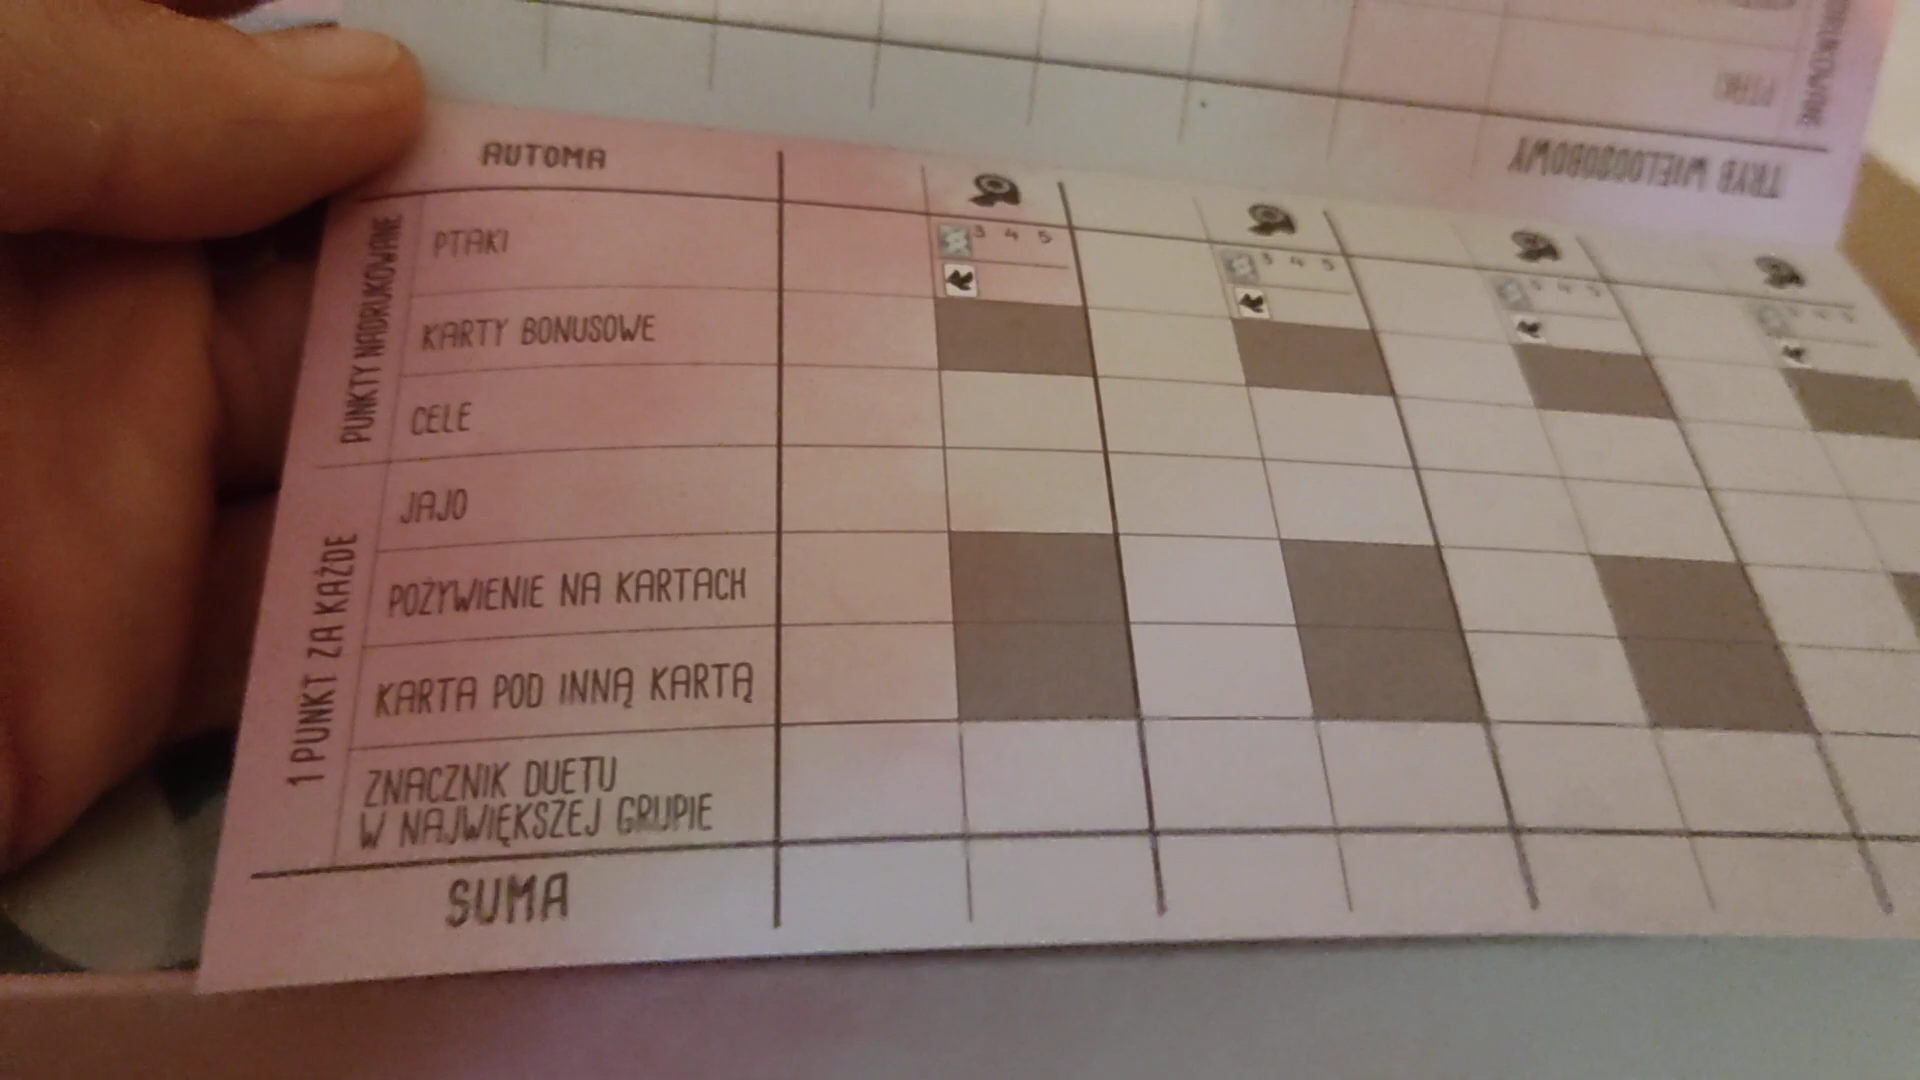 AUTOMA
PUNKTY NADRUKOWANE
PTAKI
3 4 5
3 4 5
3 4 5
3 4 5
KARTY BONUSOWE
CELE
1 PUNKT ZA KAŻDE
JAJO
POŻYWIENIE NA KARTACH
KARTA POD INNĄ KARTĄ
ZNACZNIK DUETU
W NAJWIĘKSZEJ GRUPIE
SUMA
TRYB WIELOOSOBOWY